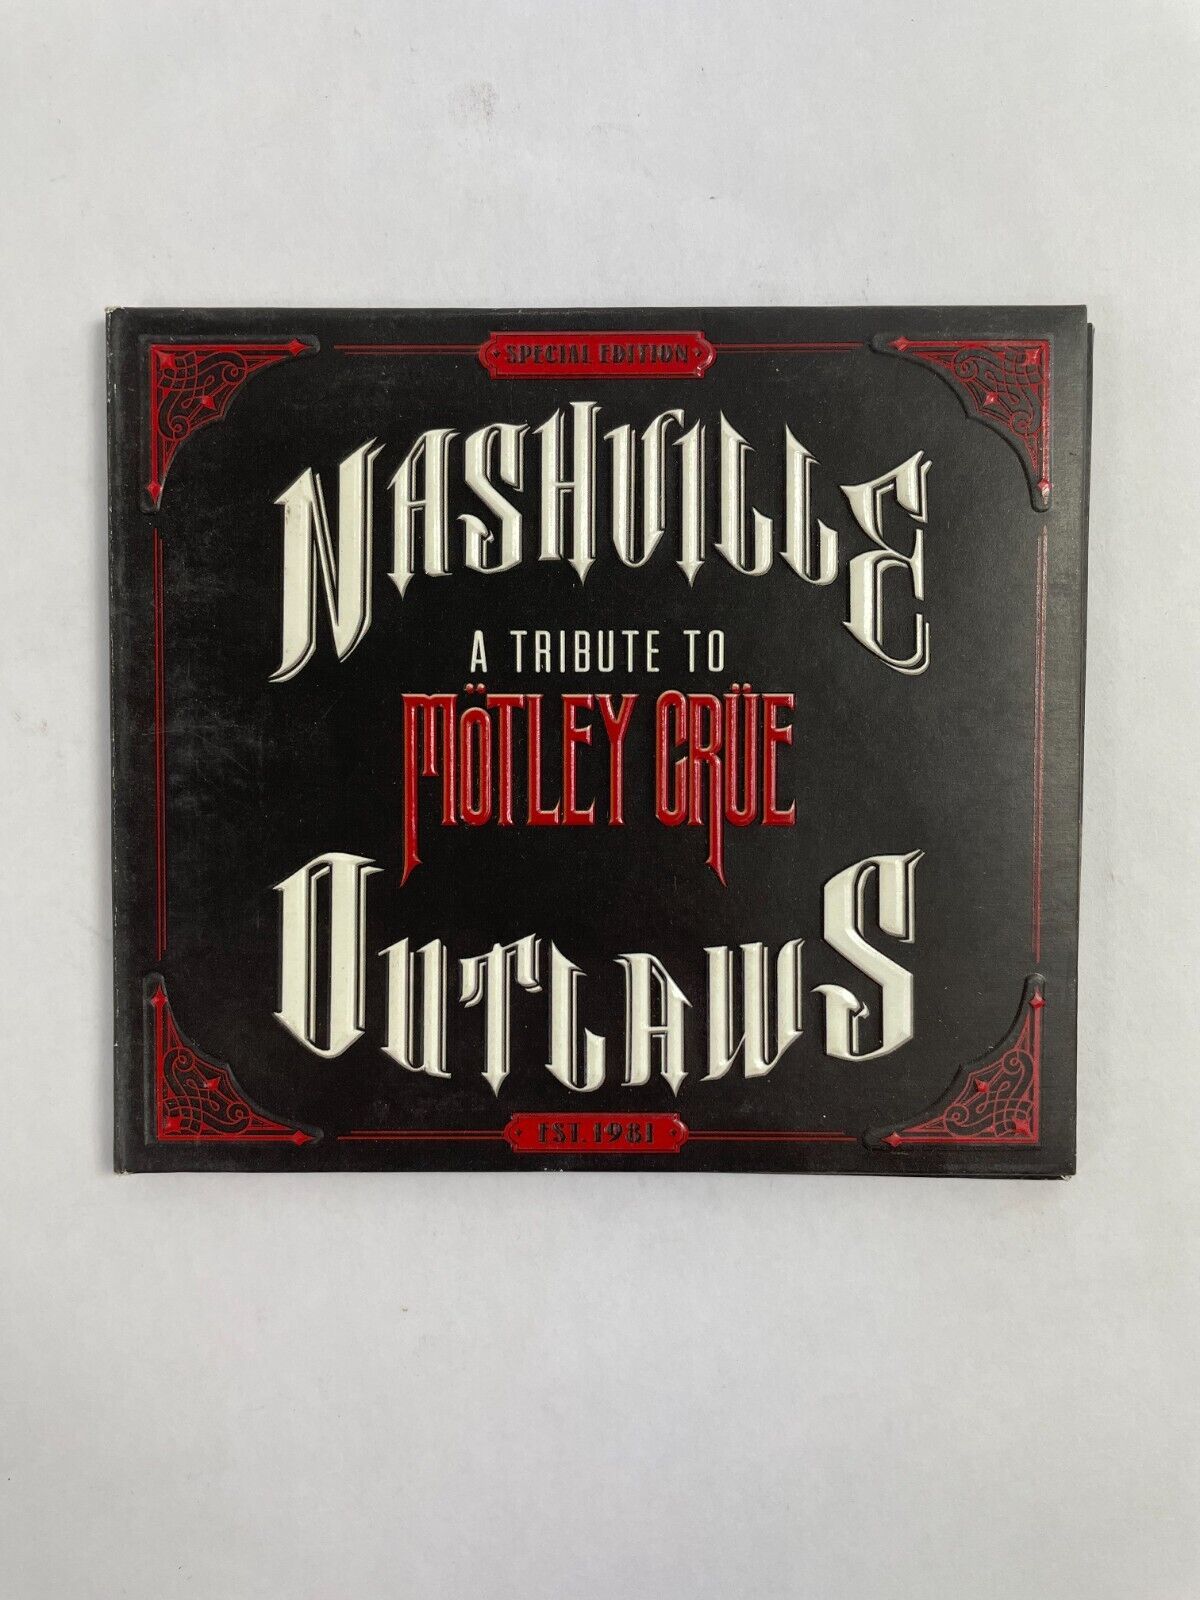 SPECIAL EDITION
NASHVILLE
A TRIBUTE TO
MÖTLEY CRÜE
OUTLAWS
EST. 1981